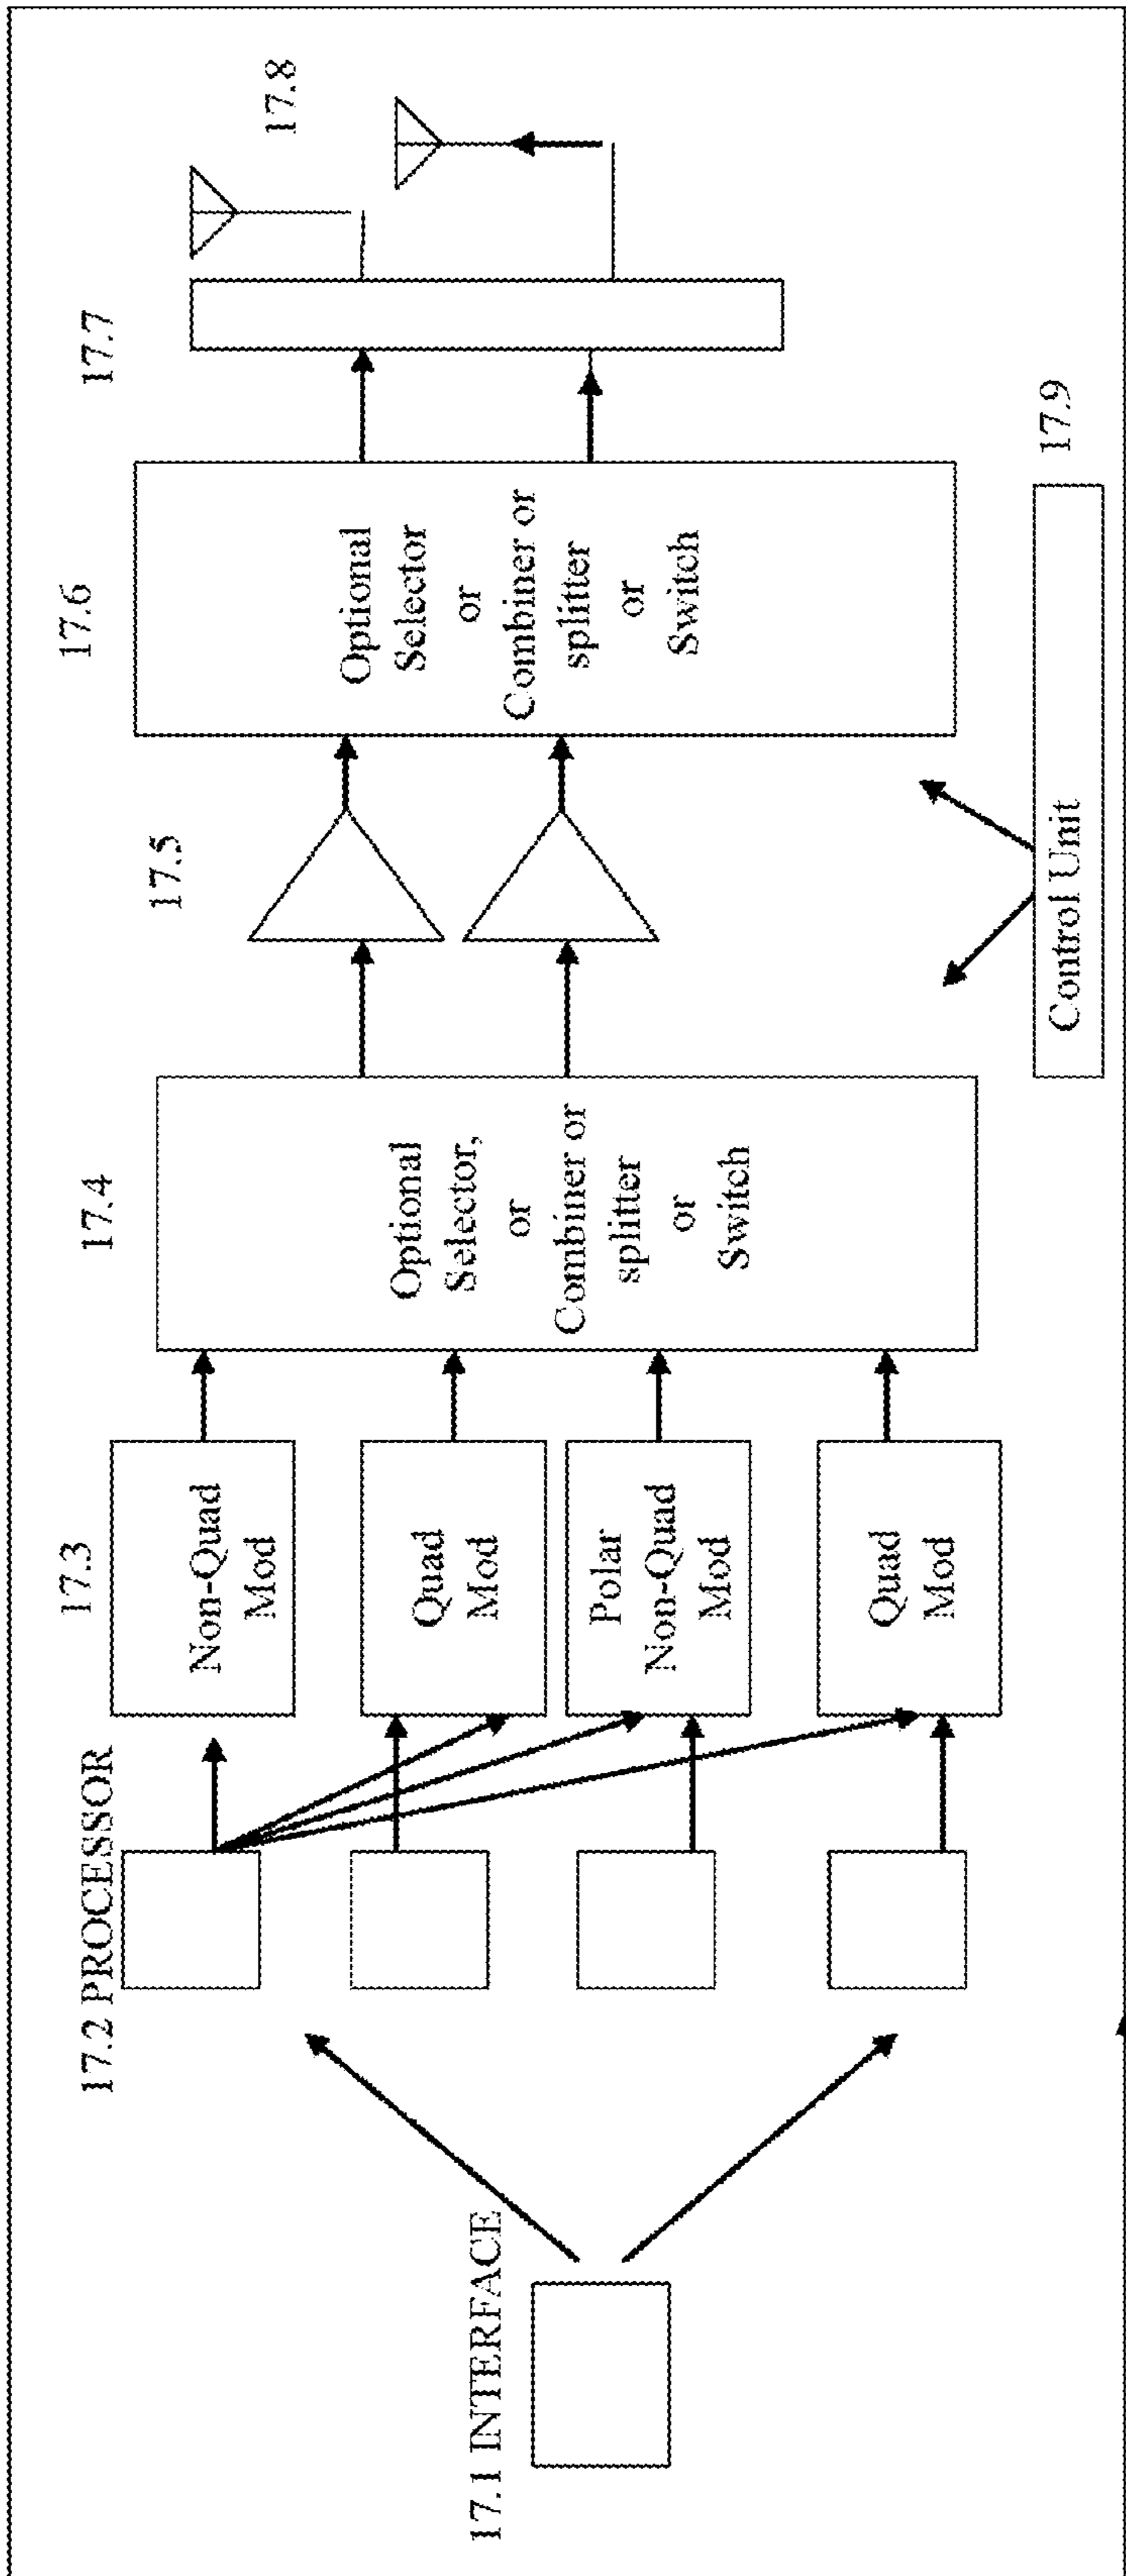 17.1 INTERFACE
17.2 PROCESSOR
17.3
Non-Quad
Mod
Quad
Mod
Polar
Non-Quad
Mod
Quad
Mod
17.4
Optional
Selector,
or
Combiner or
splitter
or
Switch
17.5
17.6
Optional
Selector
or
Combiner or
splitter
or
Switch
17.7
17.8
Control Unit
17.9